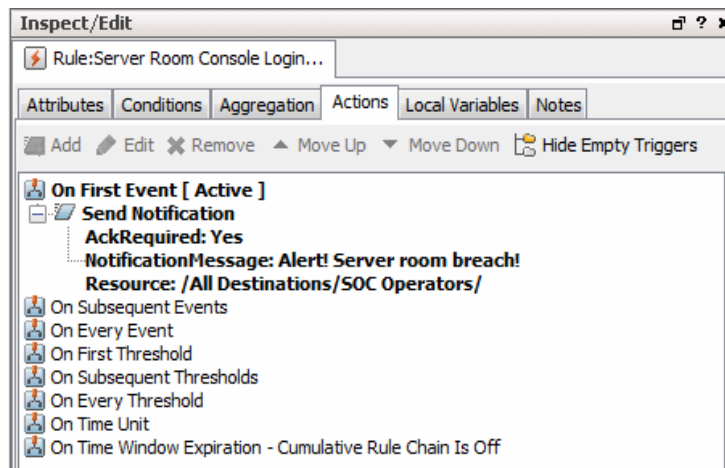 Inspect/Edit
Rule:Server Room Console Login...
Attributes Conditions Aggregation Actions Local Variables Notes
Add Edit Remove Move Up Move Down Hide Empty Triggers
On First Event [ Active ]
Send Notification
AckRequired: Yes
NotificationMessage: Alert! Server room breach!
Resource: /All Destinations/SOC Operators/
On Subsequent Events
On Every Event
On First Threshold
On Subsequent Thresholds
On Every Threshold
On Time Unit
On Time Window Expiration - Cumulative Rule Chain Is Off